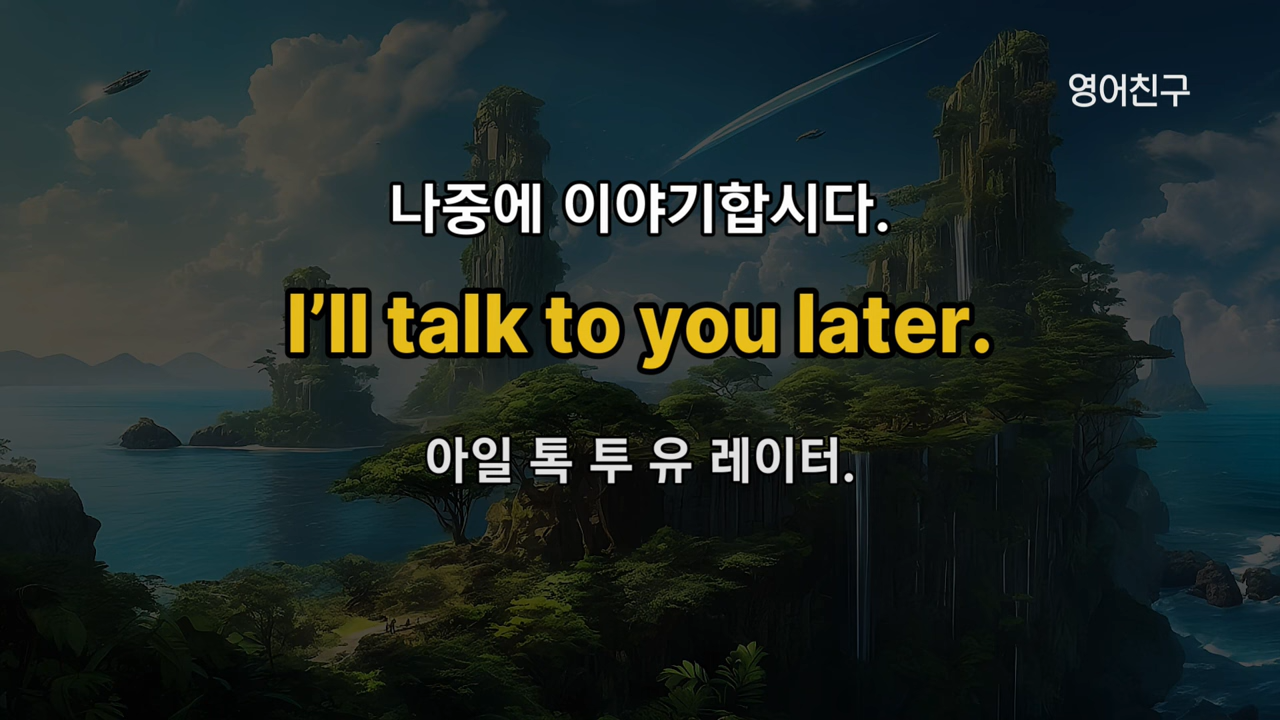 영어친구
나중에 이야기합시다.
I’ll talk to you later.
아일 톡 투 유 레이터.